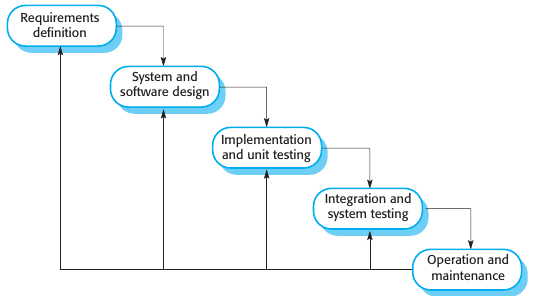 Requirements
definition
System and
software design
Implementation
and unit testing
Integration and
system testing
Operation and
maintenance